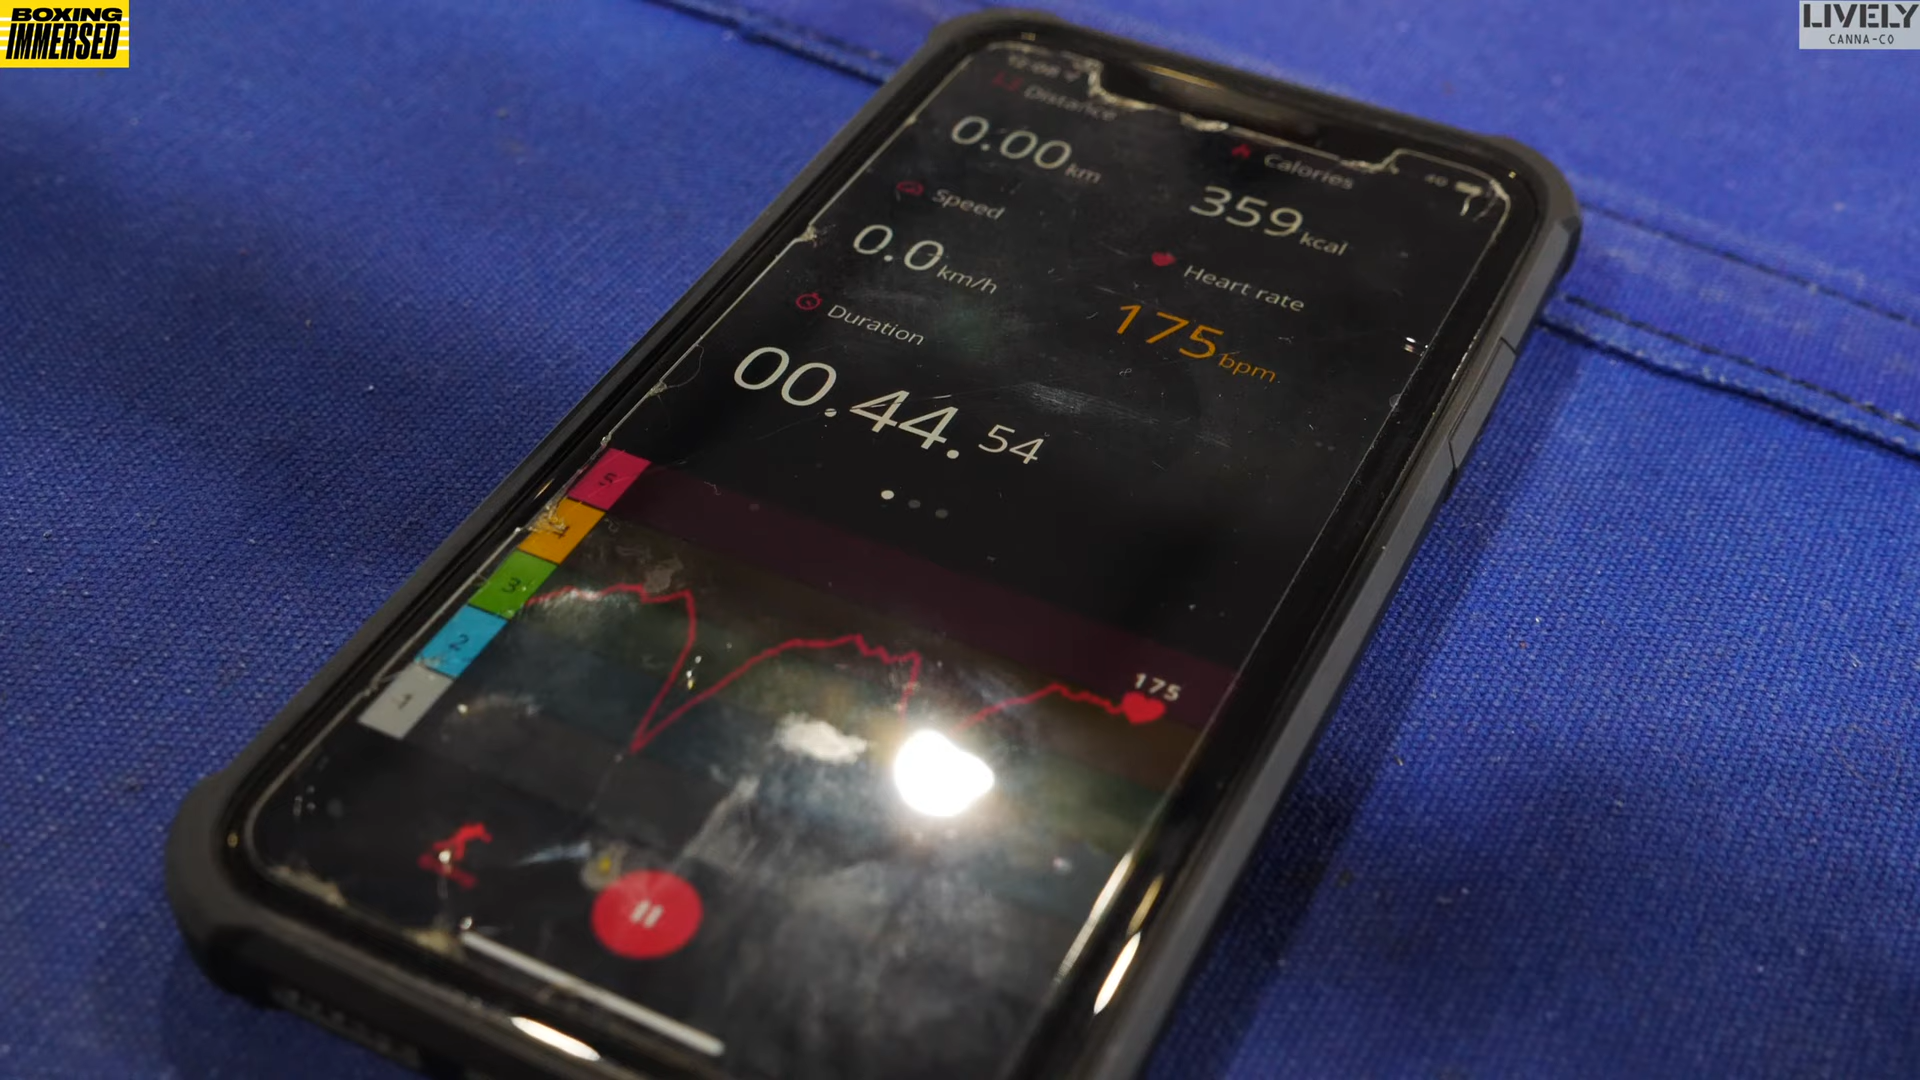 BOXING
IMMERSED
LIVELY
CANNA-CO
Distance
0.00 km
Calories
359 kcal
Speed
0.0 km/h
Heart rate
175 bpm
Duration
00.44.54
5
4
3
2
1
175